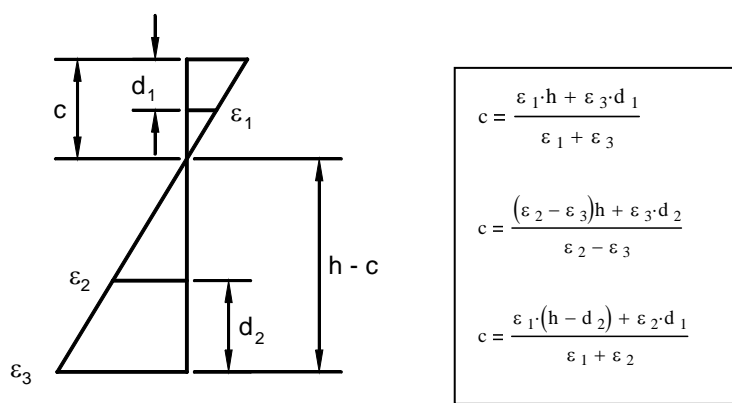 d₁
c
ε₁
ε₂
h - c
d₂
ε₃
c = (ε₁·h + ε₃·d₁) / (ε₁ + ε₃)
c = ((ε₂ − ε₃)h + ε₃·d₂) / (ε₂ − ε₃)
c = (ε₁·(h − d₂) + ε₂·d₁) / (ε₁ + ε₂)